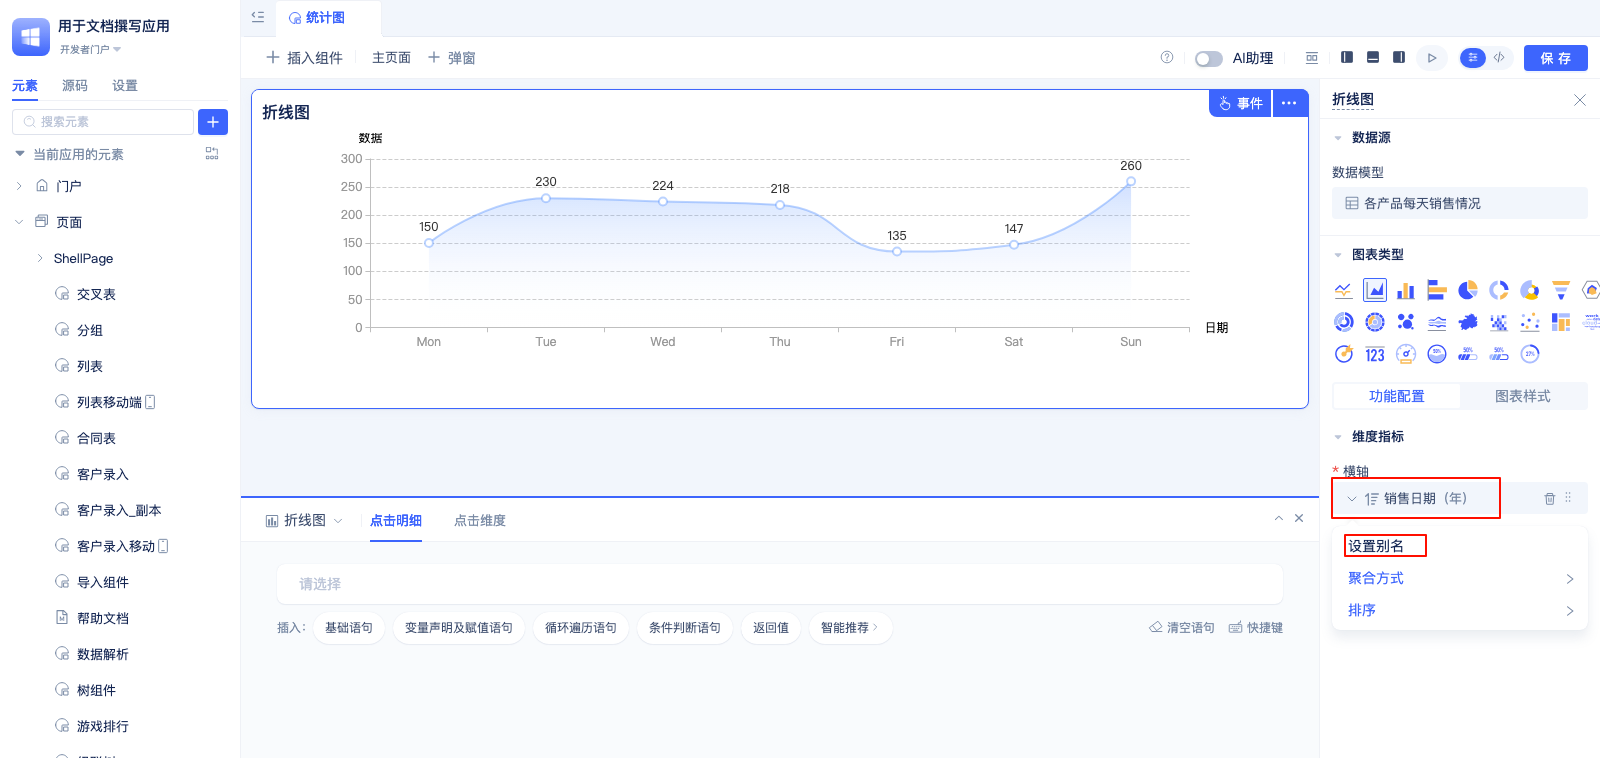 用于文档撰写应用
开发者门户
元素 源码 设置
搜索元素
当前应用的元素
门户
页面
ShellPage
交叉表
分组
列表
列表移动端
合同表
客户录入
客户录入_副本
客户录入移动
导入组件
帮助文档
数据解析
树组件
游戏排行
统计图
插入组件 主页面 弹窗
AI助理
保存
折线图
事件
数据
300
250
200
150
100
50
0
150 230 224 218 135 147 260
Mon Tue Wed Thu Fri Sat Sun
日期
折线图 点击明细 点击维度
请选择
插入: 基础语句 变量声明及赋值语句 循环遍历语句 条件判断语句 返回值 智能推荐
清空语句 快捷键
折线图
数据源
数据模型
各产品每天销售情况
图表类型
123
50%
50%
50%
37%
功能配置 图表样式
维度指标
* 横轴
销售日期（年）
设置别名
聚合方式
排序